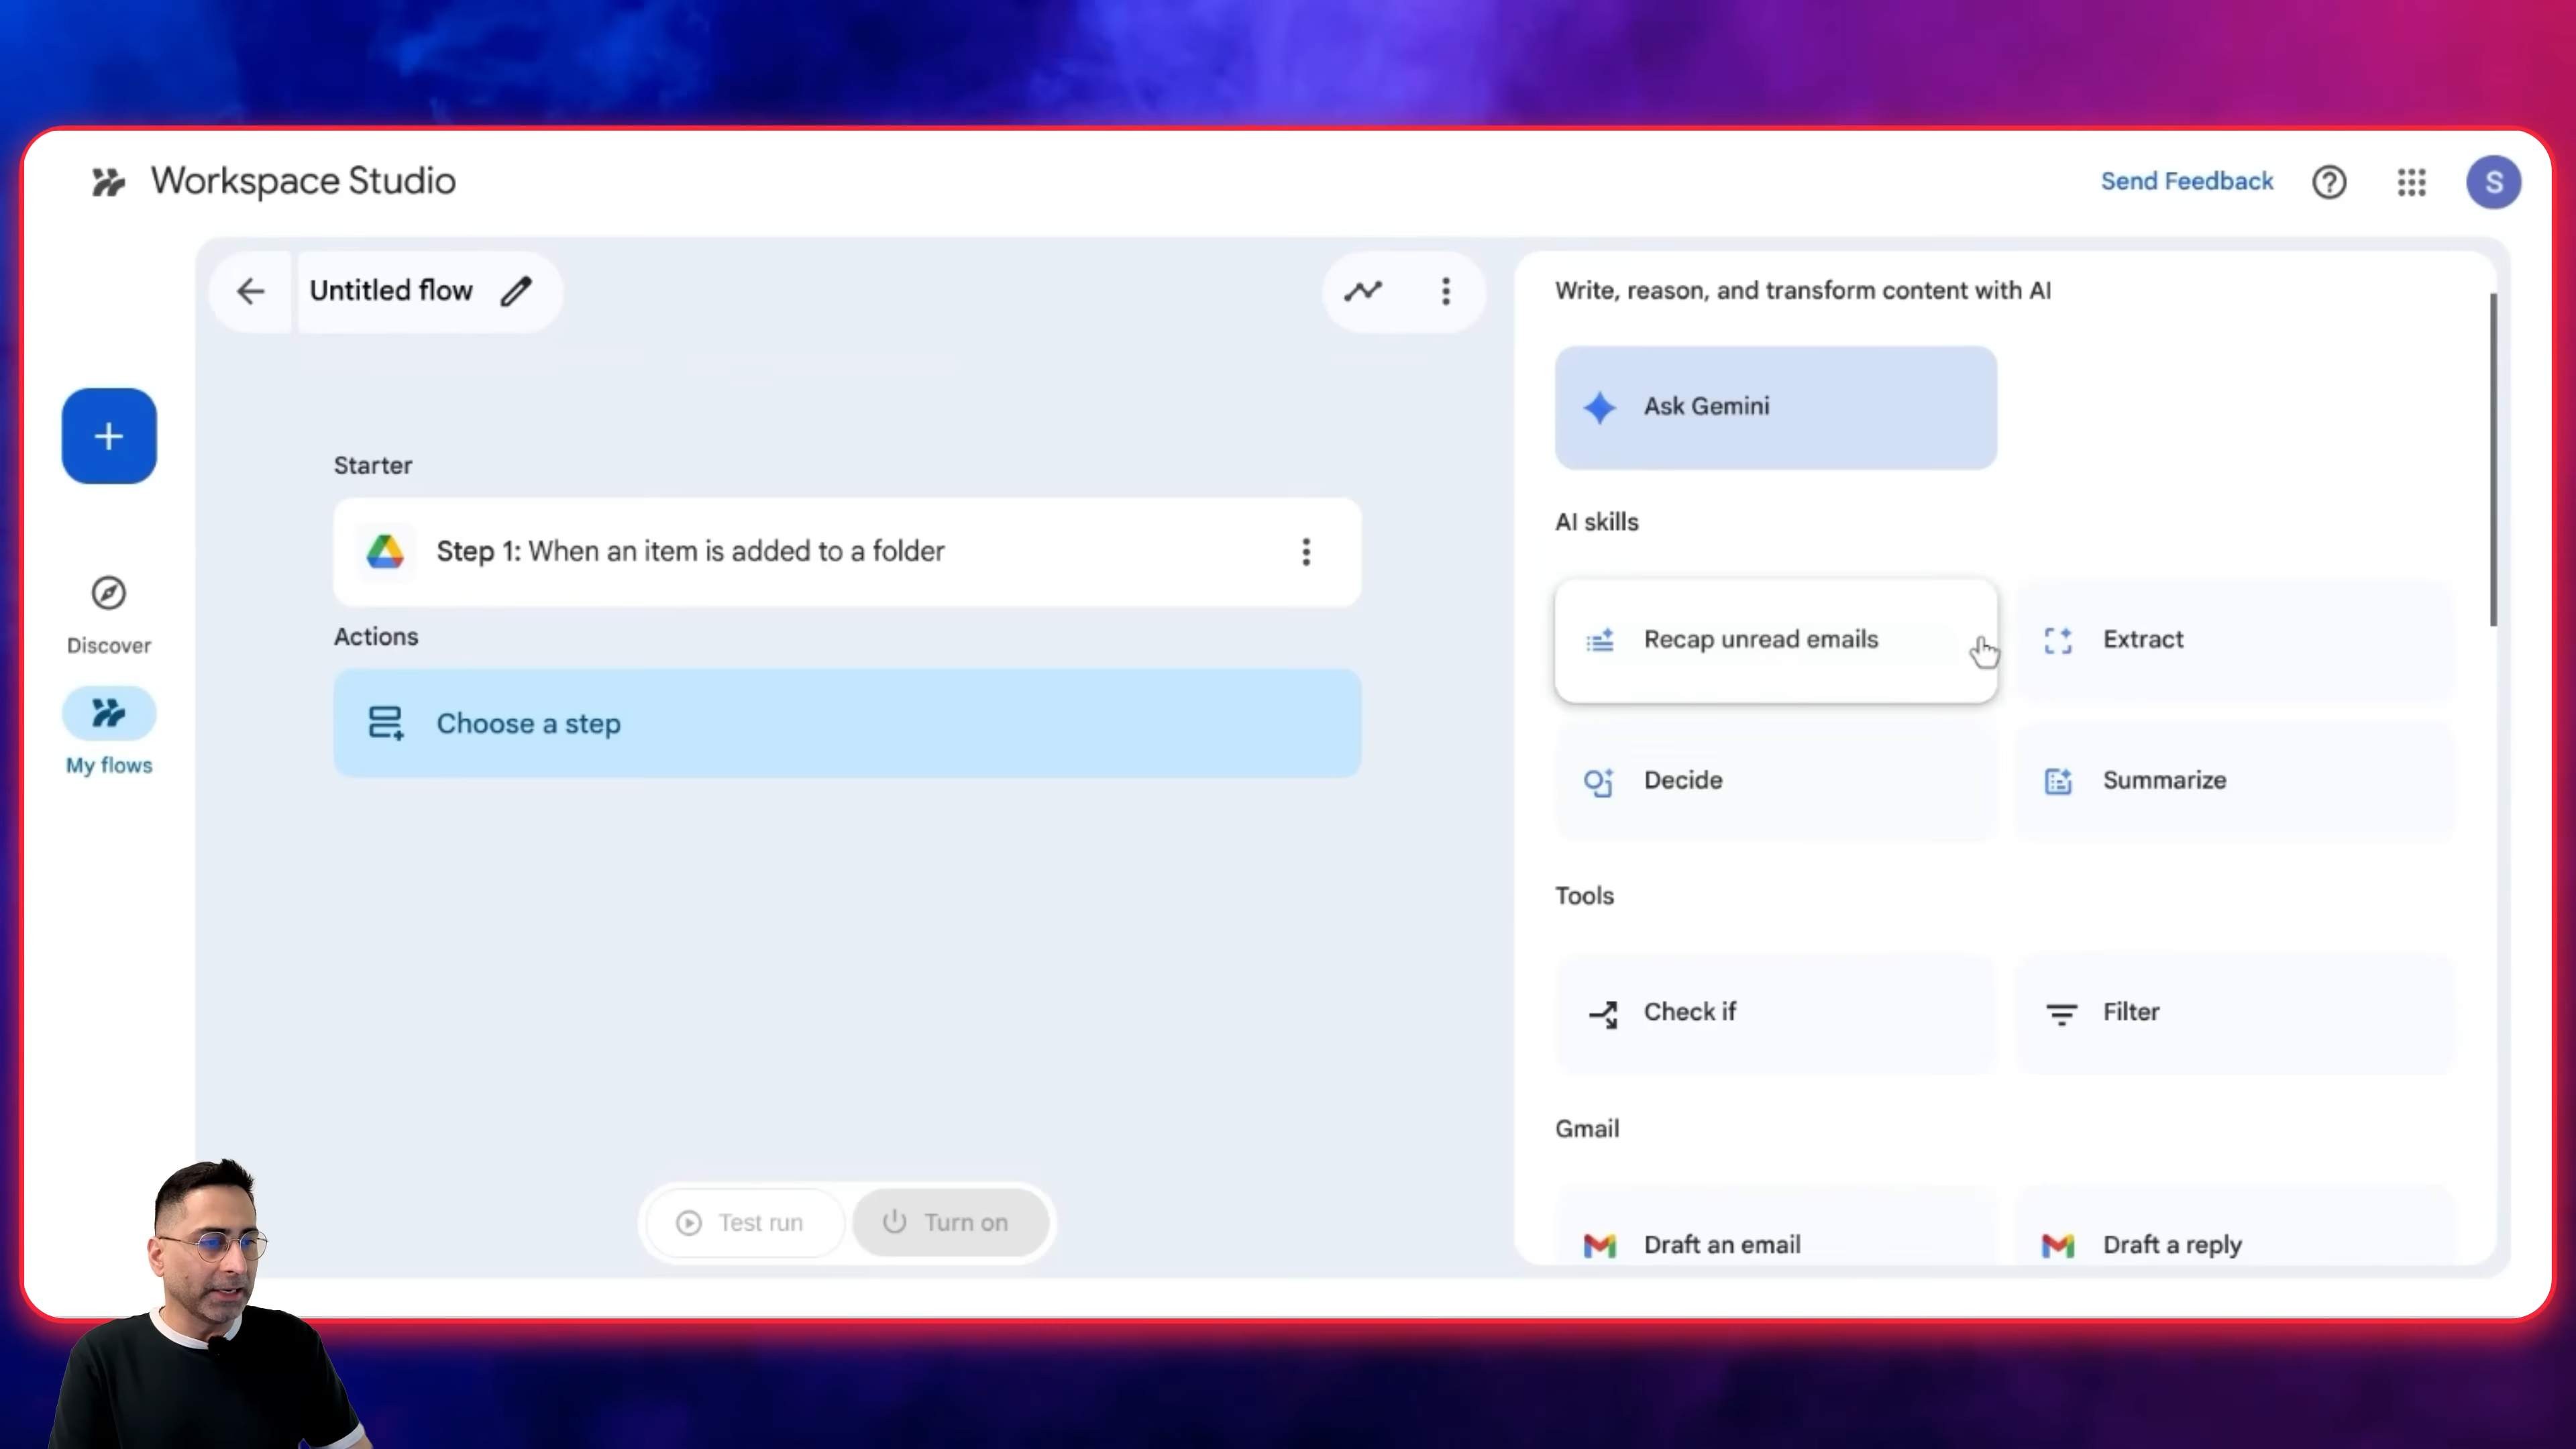 Workspace Studio
Send Feedback
S
Untitled flow
Discover
My flows
Starter
Step 1: When an item is added to a folder
Actions
Choose a step
Test run
Turn on
Write, reason, and transform content with AI
Ask Gemini
AI skills
Recap unread emails
Extract
Decide
Summarize
Tools
Check if
Filter
Gmail
Draft an email
Draft a reply